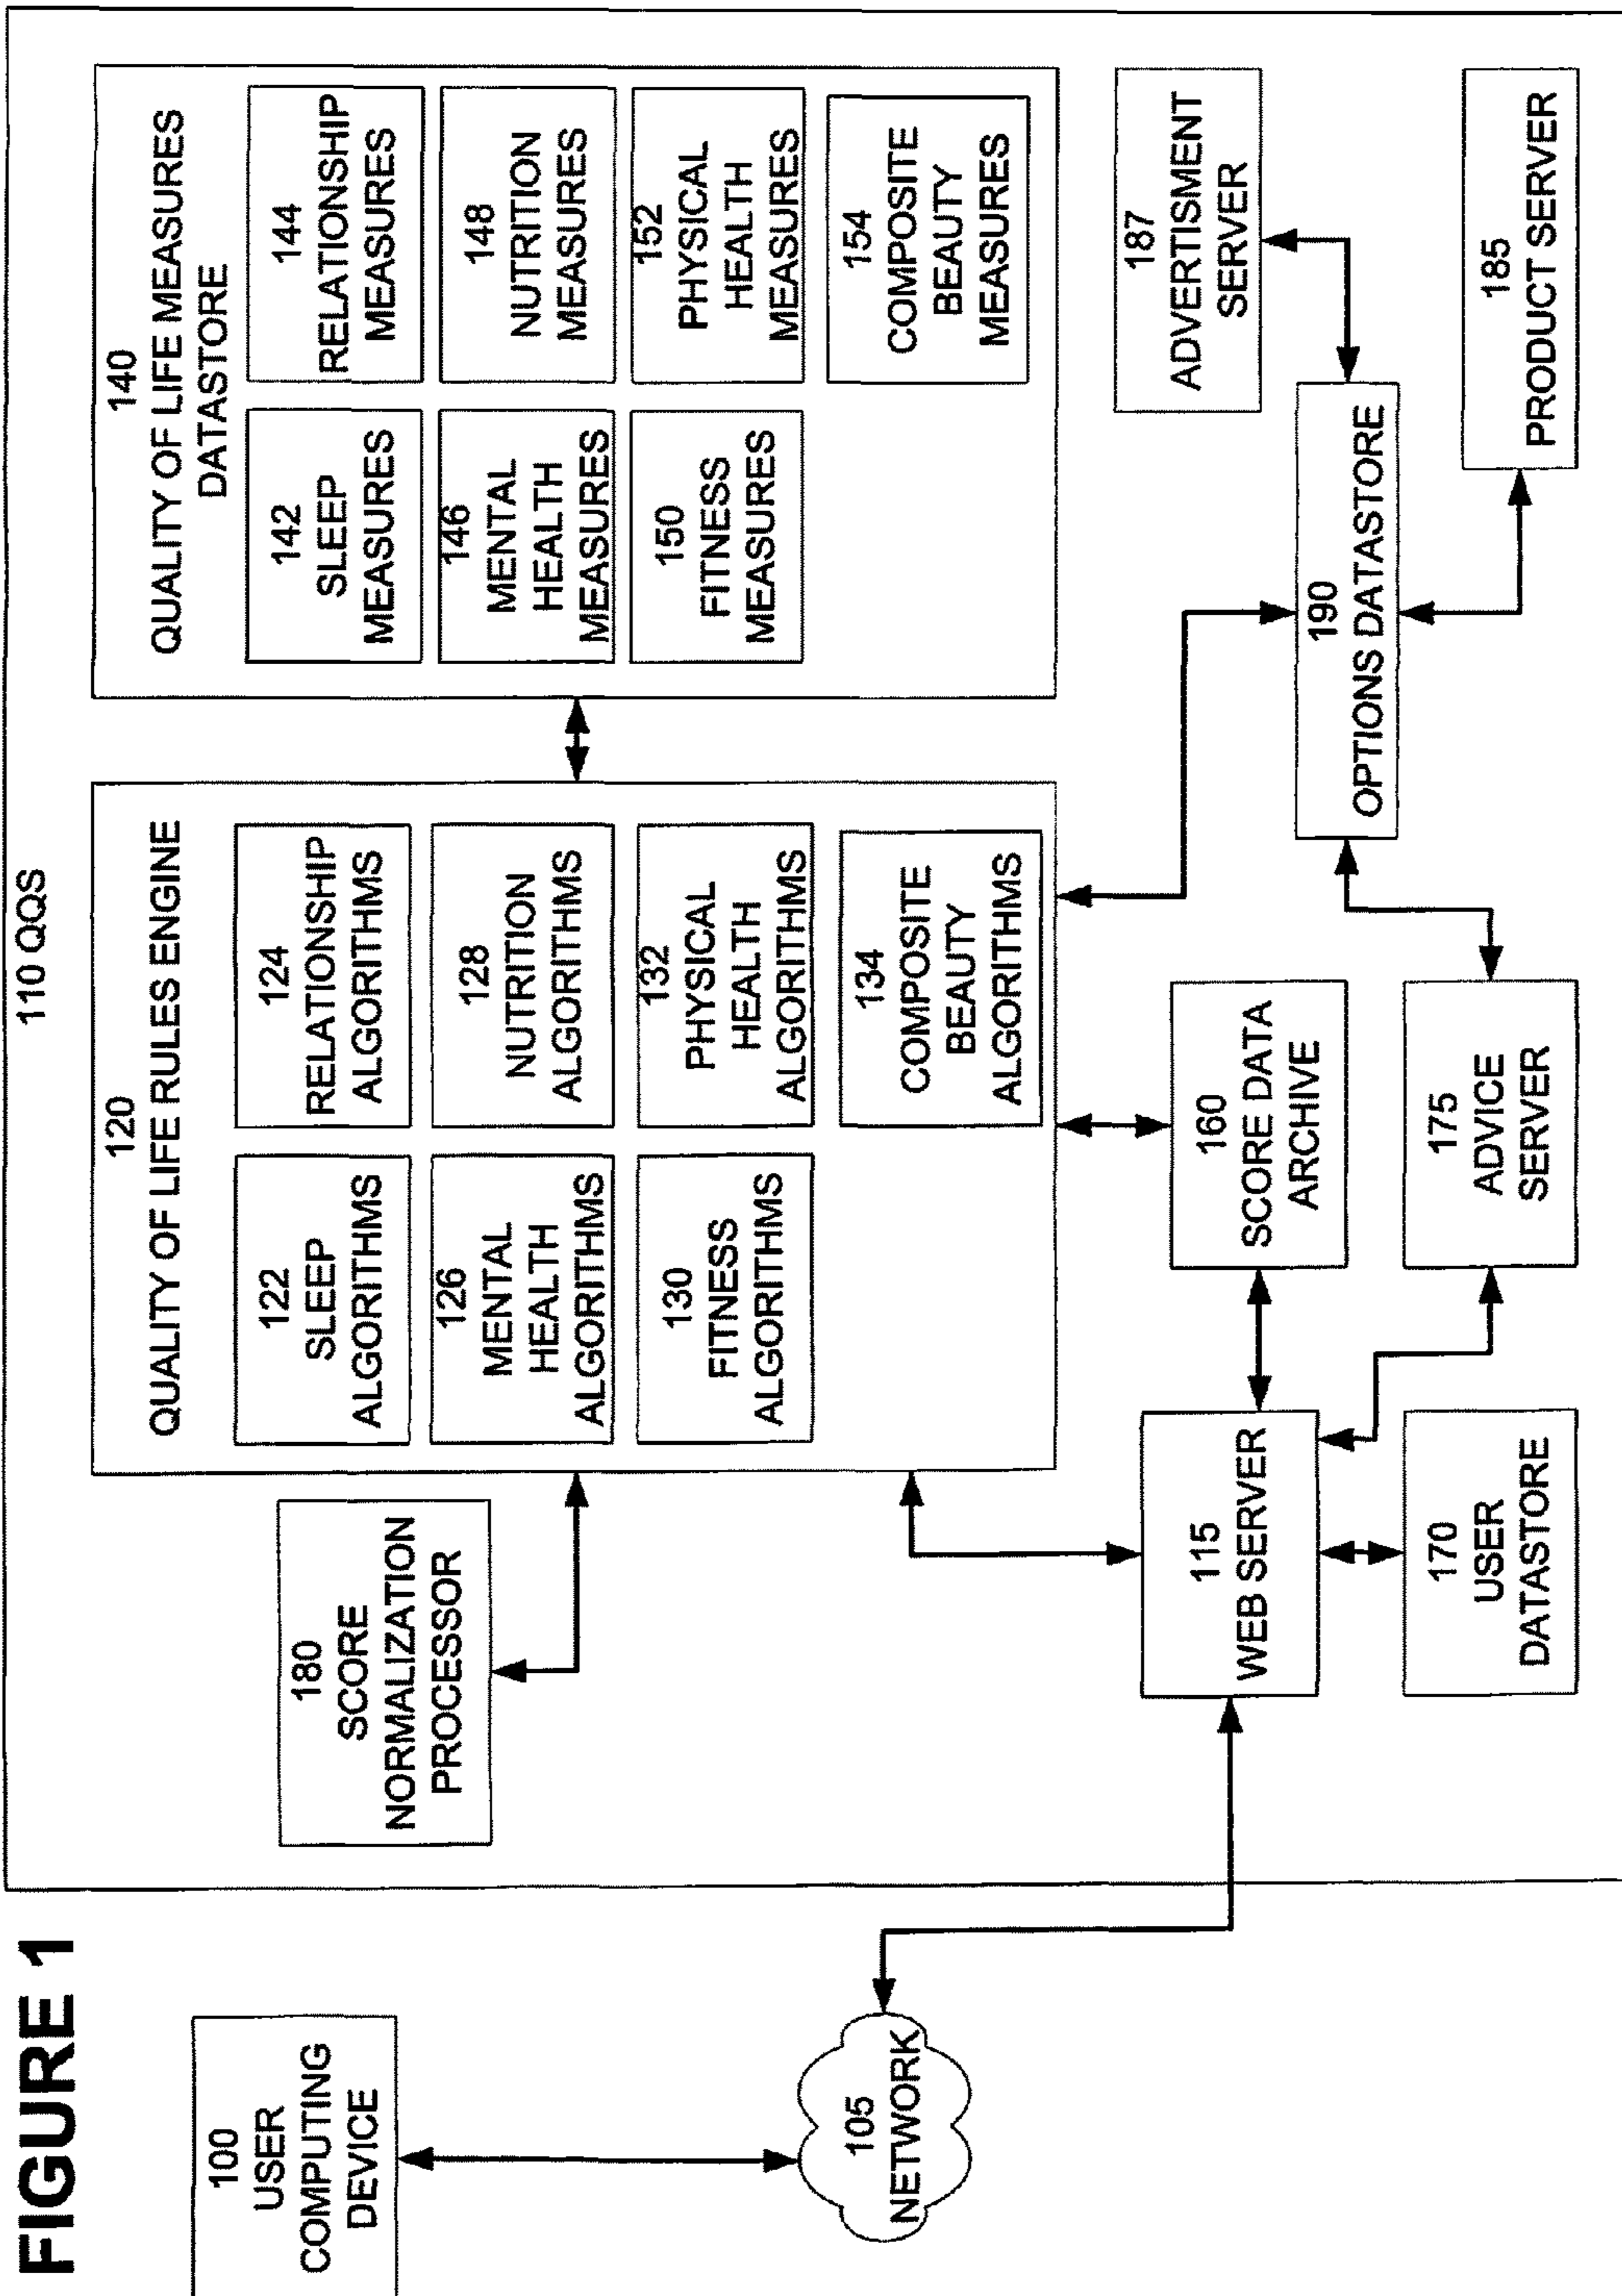 FIGURE 1
110 QQS
100
USER
COMPUTING
DEVICE
105
NETWORK
180
SCORE
NORMALIZATION
PROCESSOR
120
QUALITY OF LIFE RULES ENGINE
122
SLEEP
ALGORITHMS
124
RELATIONSHIP
ALGORITHMS
126
MENTAL
HEALTH
ALGORITHMS
128
NUTRITION
ALGORITHMS
130
FITNESS
ALGORITHMS
132
PHYSICAL
HEALTH
ALGORITHMS
134
COMPOSITE
BEAUTY
ALGORITHMS
140
QUALITY OF LIFE MEASURES
DATASTORE
142
SLEEP
MEASURES
144
RELATIONSHIP
MEASURES
146
MENTAL
HEALTH
MEASURES
148
NUTRITION
MEASURES
150
FITNESS
MEASURES
152
PHYSICAL
HEALTH
MEASURES
154
COMPOSITE
BEAUTY
MEASURES
115
WEB SERVER
160
SCORE DATA
ARCHIVE
170
USER
DATASTORE
175
ADVICE
SERVER
190
OPTIONS DATASTORE
187
ADVERTISMENT
SERVER
185
PRODUCT SERVER